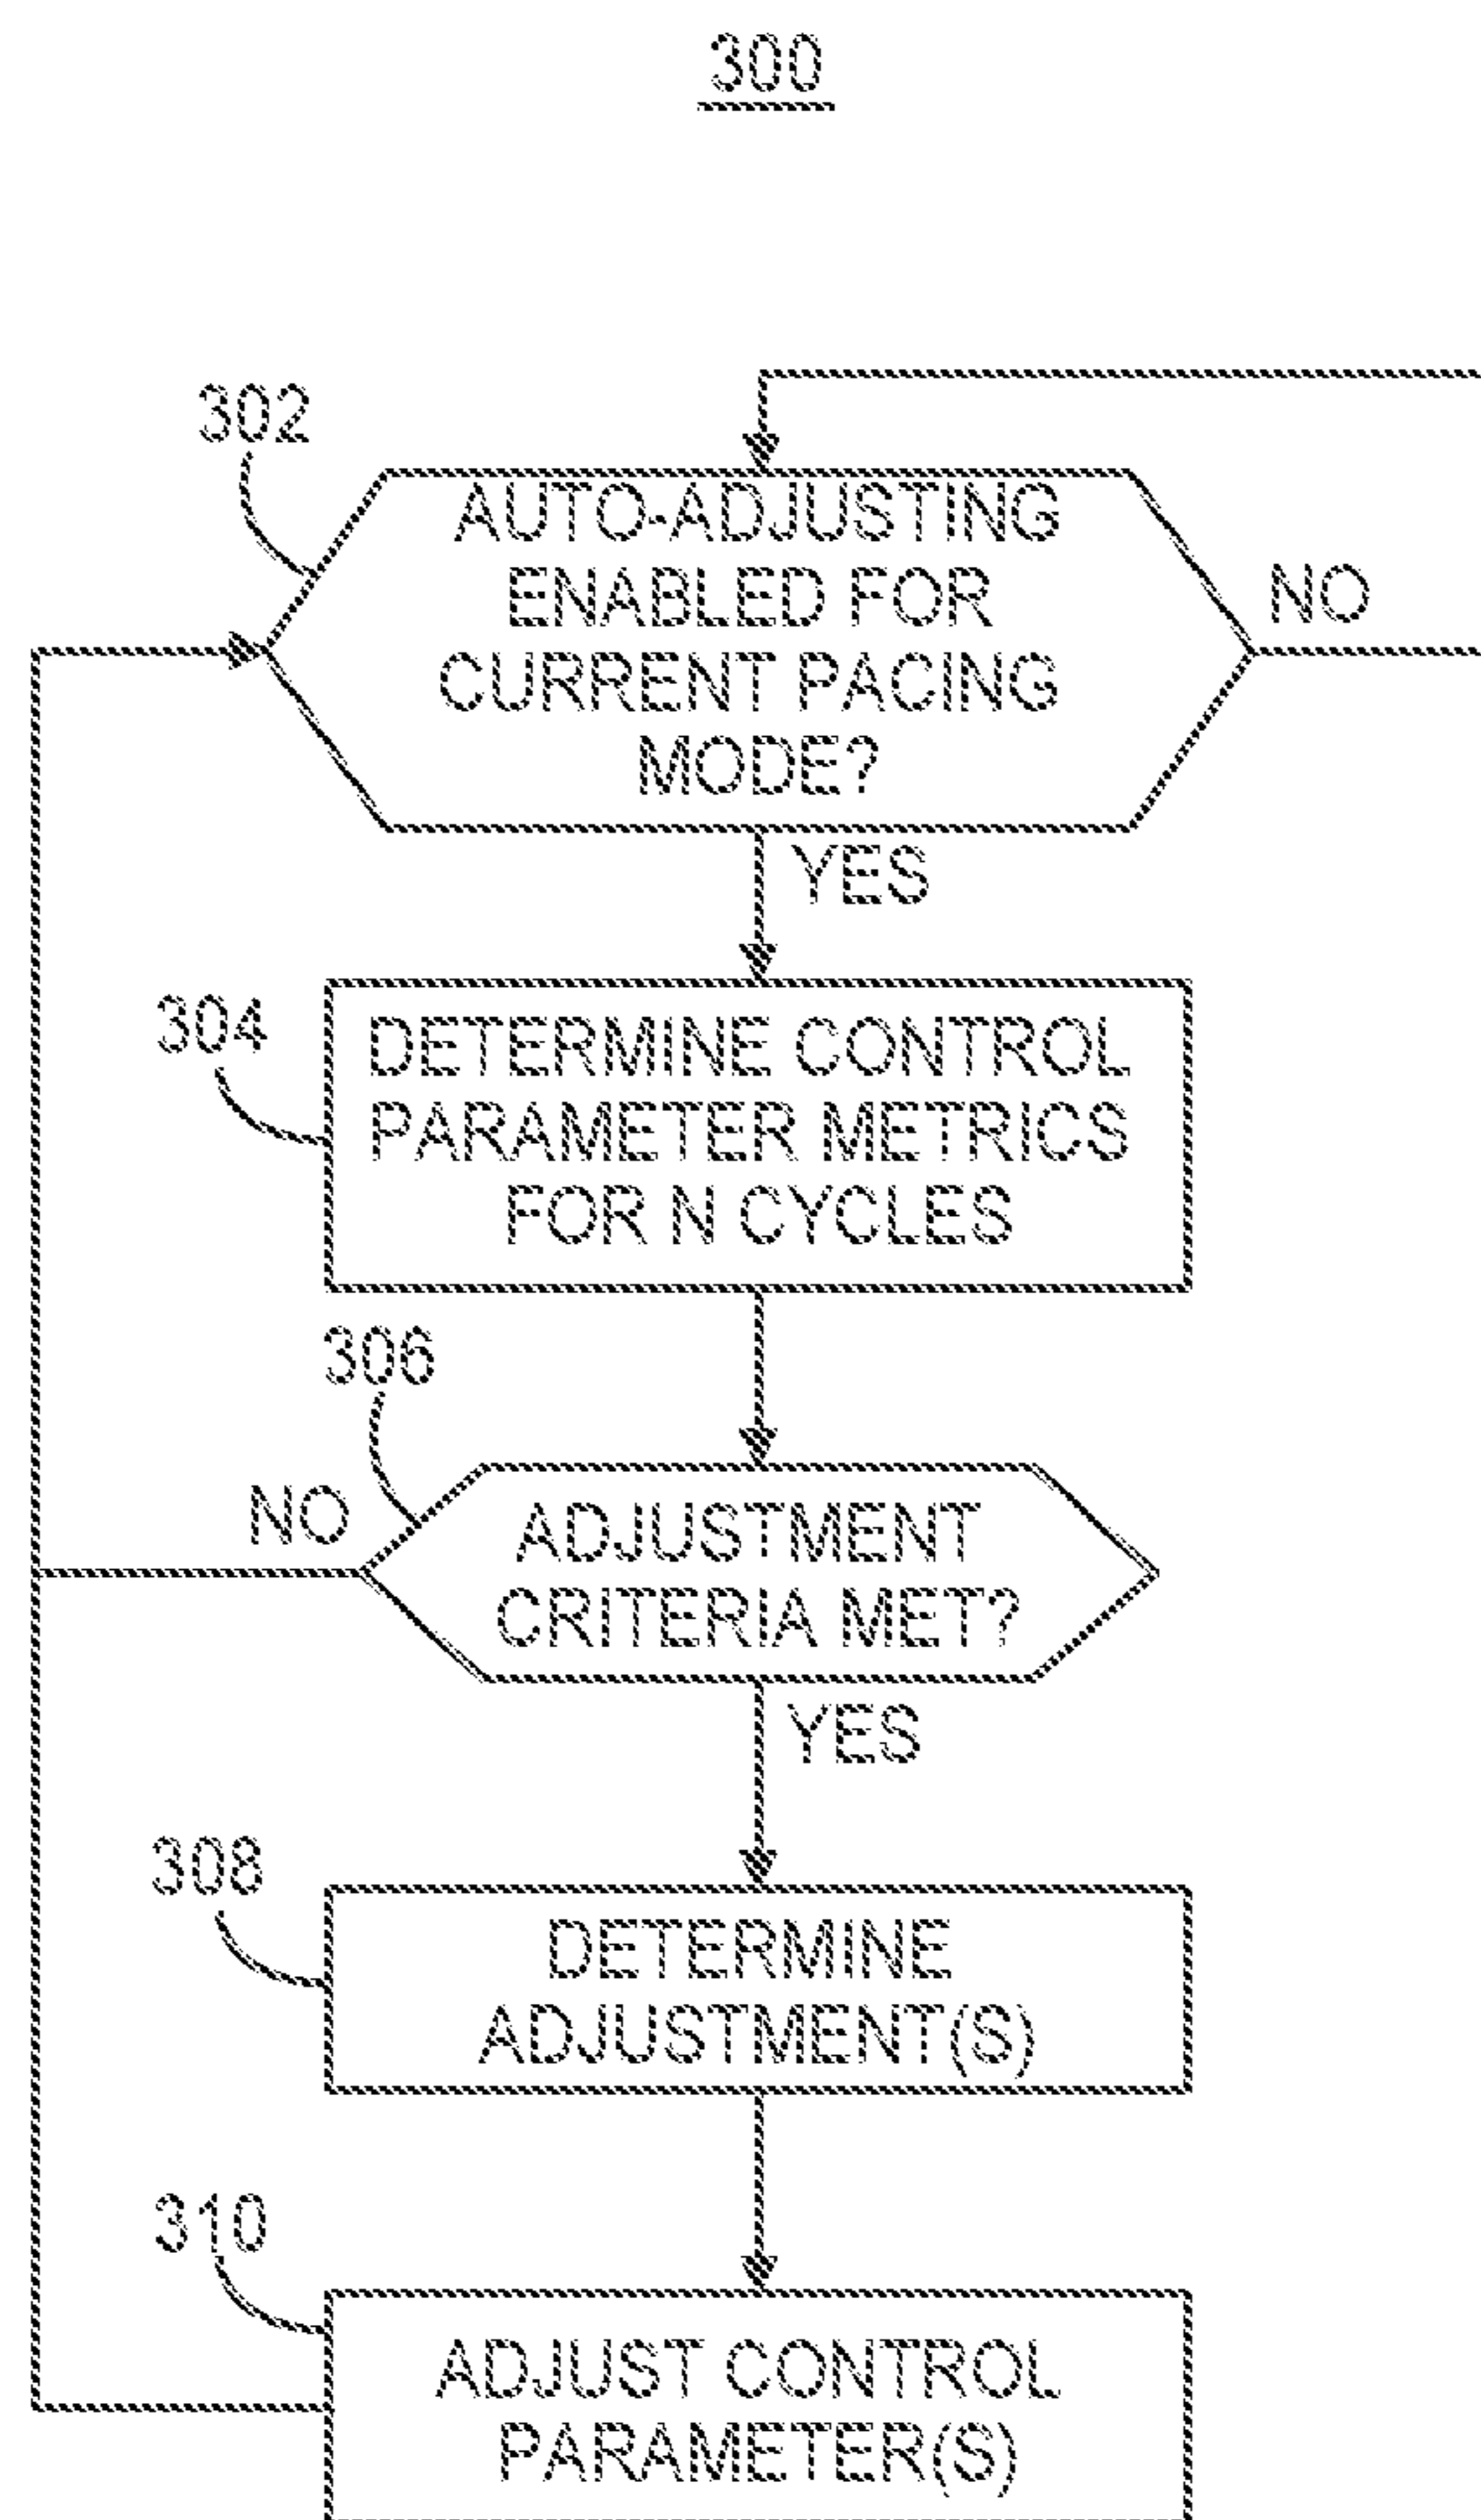 300
302
AUTO-ADJUSTING
ENABLED FOR
CURRENT PACING
MODE?
NO
YES
304
DETERMINE CONTROL
PARAMETER METRICS
FOR N CYCLES
306
NO
ADJUSTMENT
CRITERIA MET?
YES
308
DETERMINE
ADJUSTMENT(S)
310
ADJUST CONTROL
PARAMETER(S)